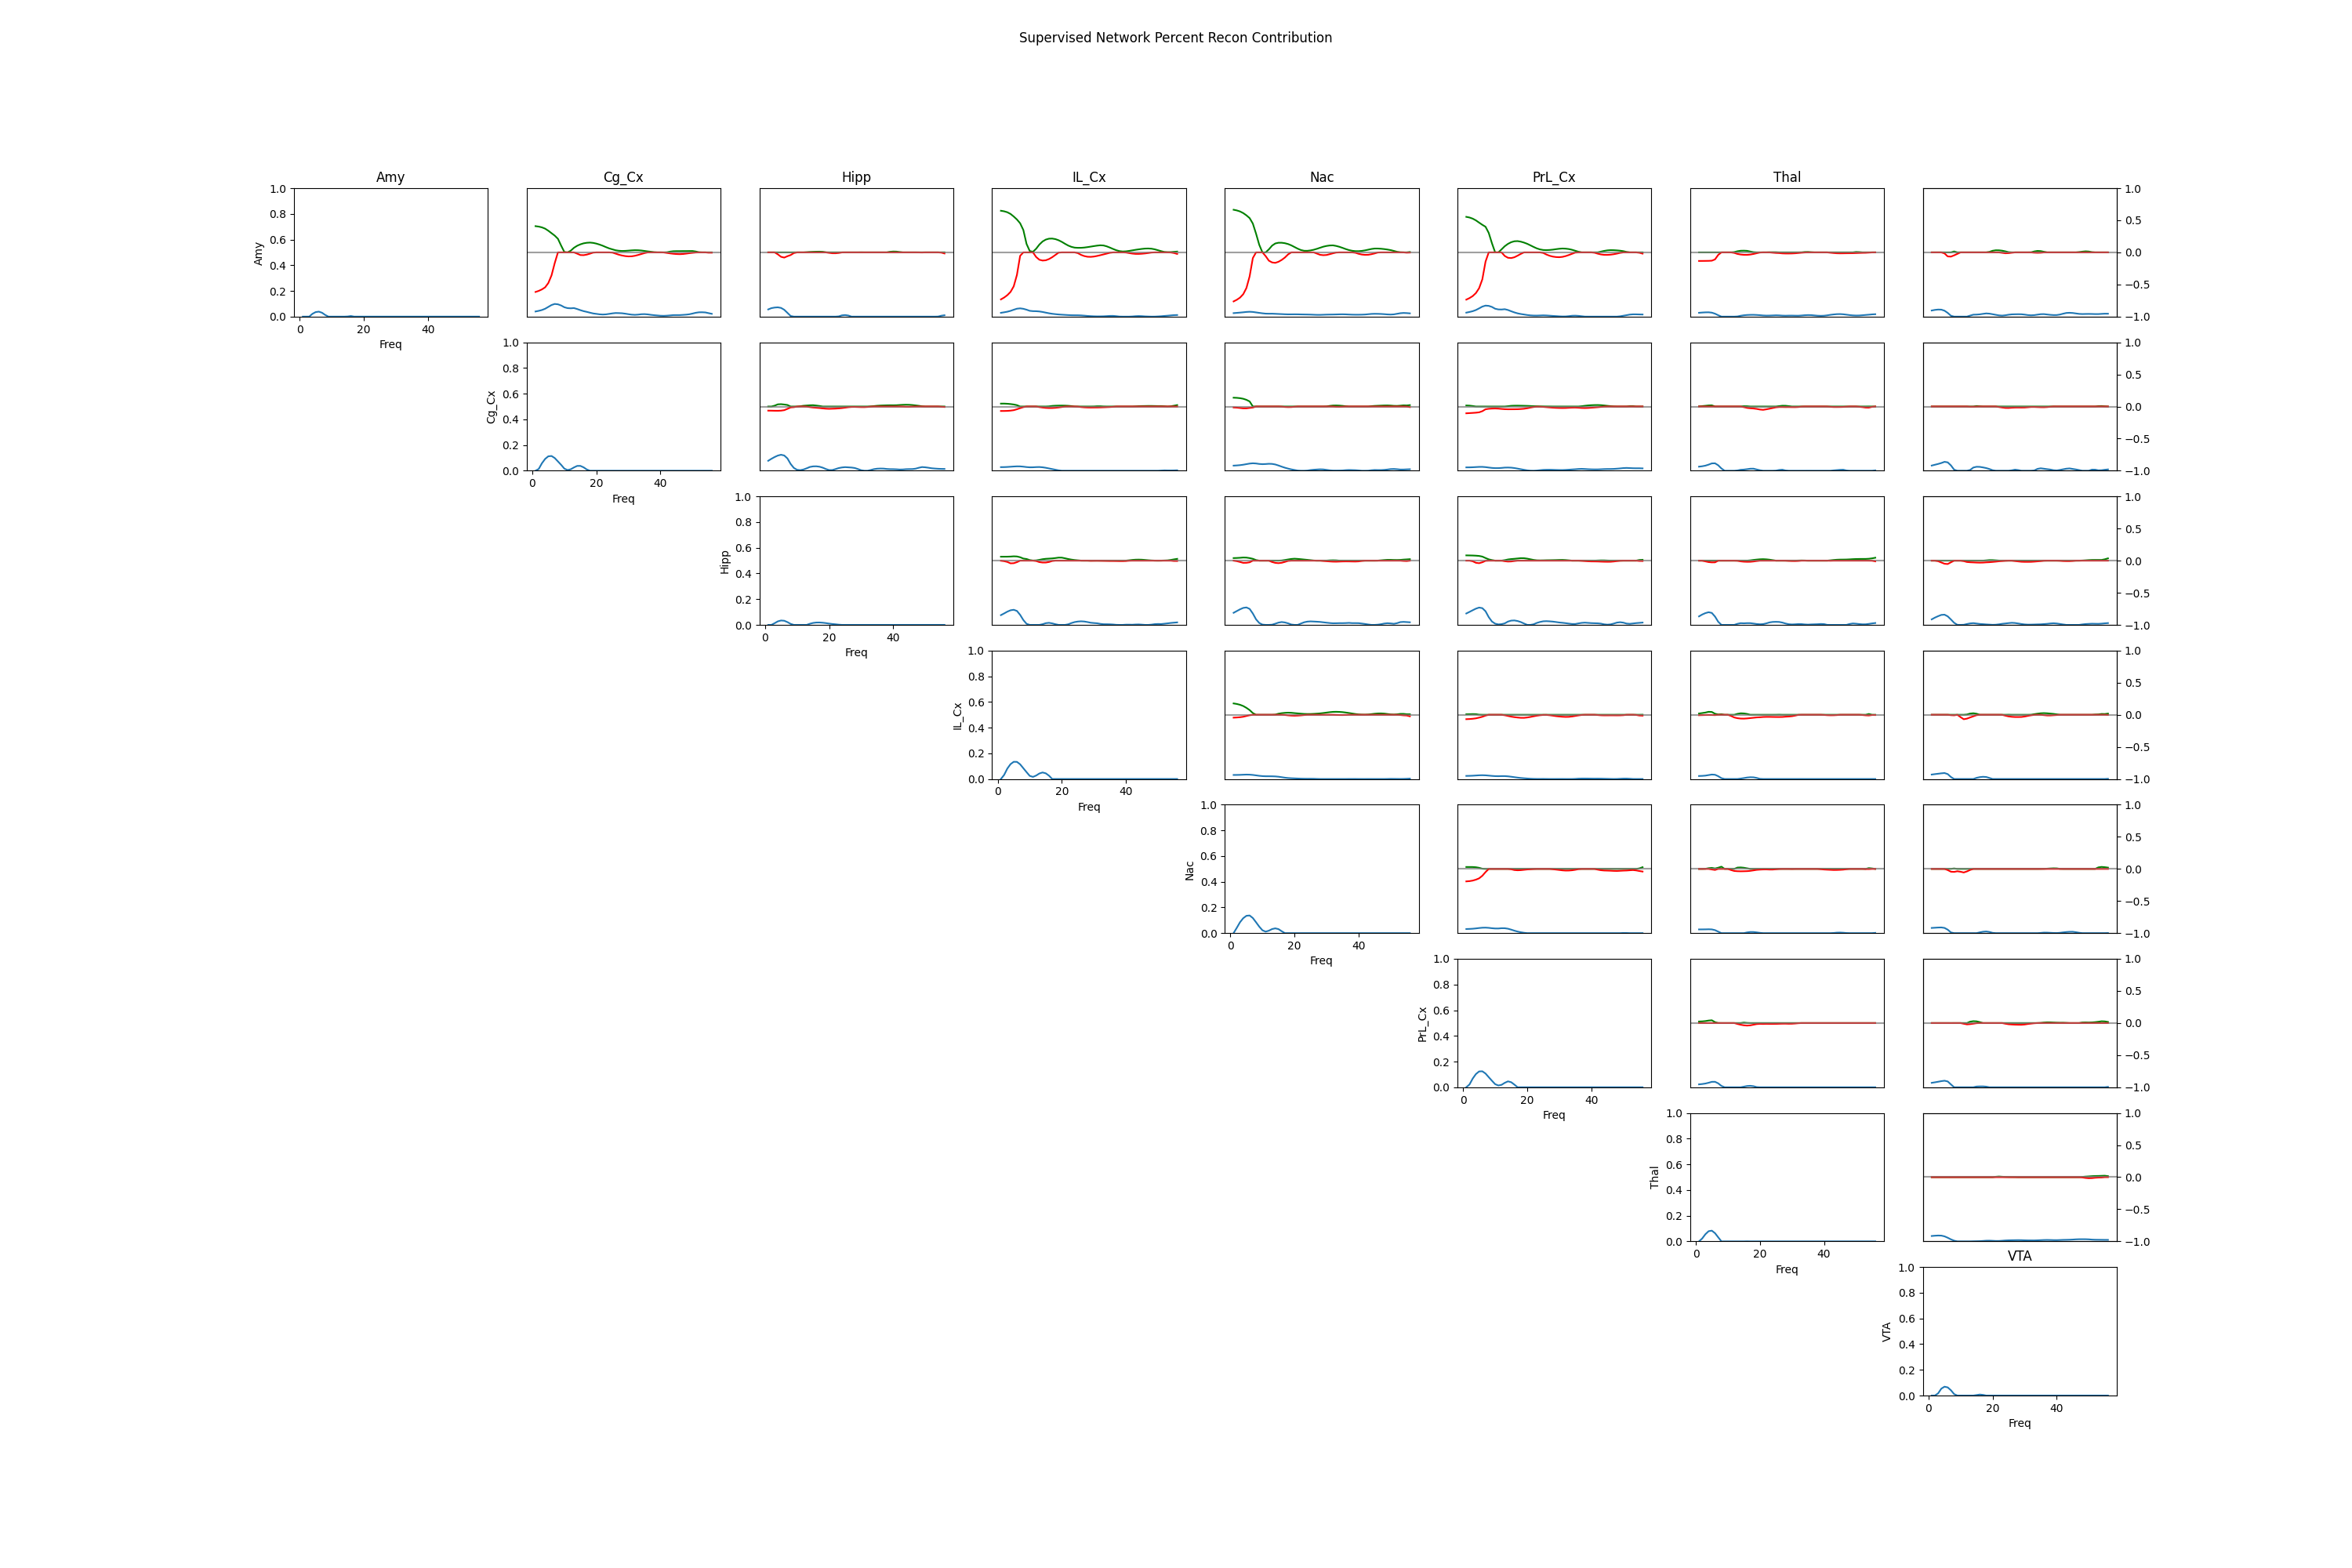 Supervised Network Percent Recon Contribution
Amy Cg_Cx Hipp IL_Cx Nac PrL_Cx Thal
1.0 1.0
0.8 0.5
Amy 0.6 0.0
0.4
0.2 −0.5
0.0 −1.0
0 20 40
Freq
1.0 1.0
0.8 0.5
Cg_Cx 0.6 0.0
0.4
0.2 −0.5
0.0 −1.0
0 20 40
Freq
1.0 1.0
0.8 0.5
Hipp 0.6 0.0
0.4
0.2 −0.5
0.0 −1.0
0 20 40
Freq
1.0 1.0
0.8 0.5
IL_Cx 0.6 0.0
0.4
0.2 −0.5
0.0 −1.0
0 20 40
Freq
1.0 1.0
0.8 0.5
Nac 0.6 0.0
0.4
0.2 −0.5
0.0 −1.0
0 20 40
Freq
1.0 1.0
0.8 0.5
PrL_Cx 0.6 0.0
0.4
0.2 −0.5
0.0 −1.0
0 20 40
Freq
1.0 1.0
0.8 0.5
Thal 0.6 0.0
0.4
0.2 −0.5
0.0 −1.0
0 20 40
Freq
VTA
1.0
0.8
VTA 0.6
0.4
0.2
0.0
0 20 40
Freq